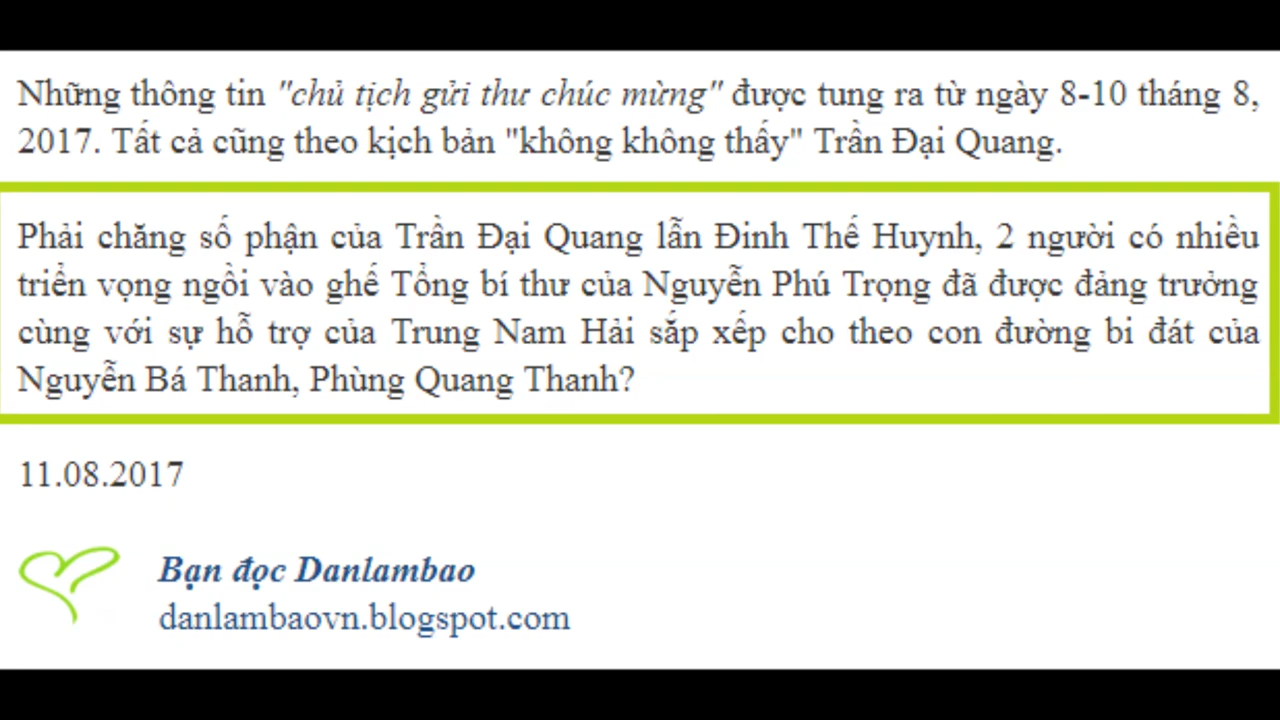 Những thông tin "chủ tịch gửi thư chúc mừng" được tung ra từ ngày 8-10 tháng 8,
2017. Tất cả cũng theo kịch bản "không không thấy" Trần Đại Quang.
Phải chăng số phận của Trần Đại Quang lẫn Đinh Thế Huynh, 2 người có nhiều
triển vọng ngồi vào ghế Tổng bí thư của Nguyễn Phú Trọng đã được đảng trưởng
cùng với sự hỗ trợ của Trung Nam Hải sắp xếp cho theo con đường bi đát của
Nguyễn Bá Thanh, Phùng Quang Thanh?
11.08.2017
Bạn đọc Danlambao
danlambaovn.blogspot.com